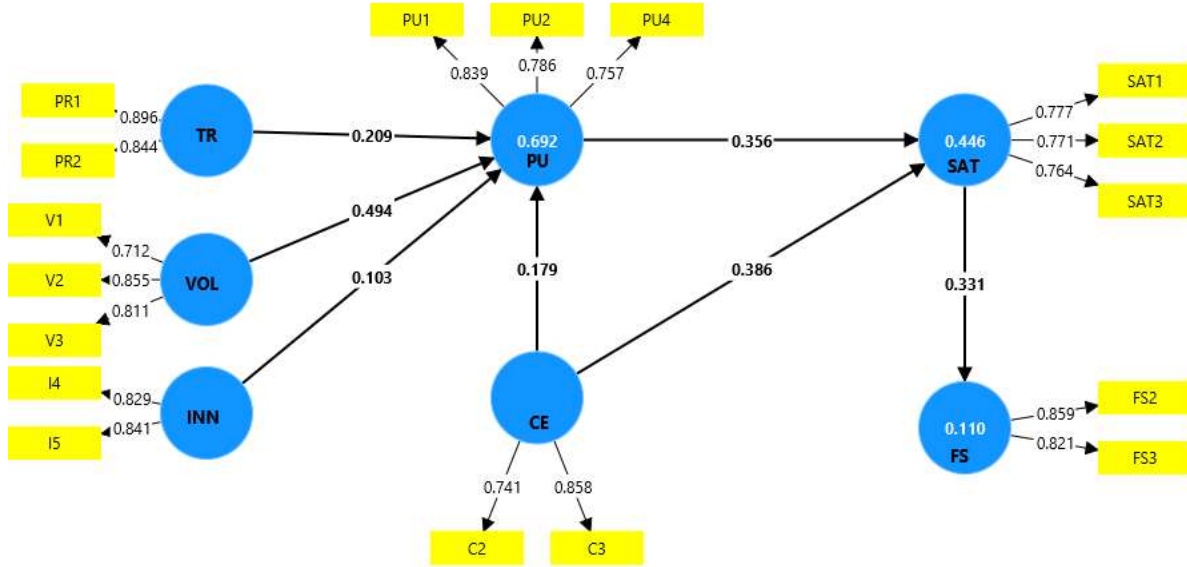 PU1
PU2
PU4
0.839
0.786
0.757
PR1
PR2
0.896
0.844
TR
0.209
0.692
PU
0.356
0.446
SAT
0.777
0.771
0.764
SAT1
SAT2
SAT3
V1
V2
V3
0.712
0.855
0.811
VOL
0.494
0.103
0.179
0.386
0.331
I4
I5
0.829
0.841
INN
CE
0.741
0.858
C2
C3
0.110
FS
0.859
0.821
FS2
FS3